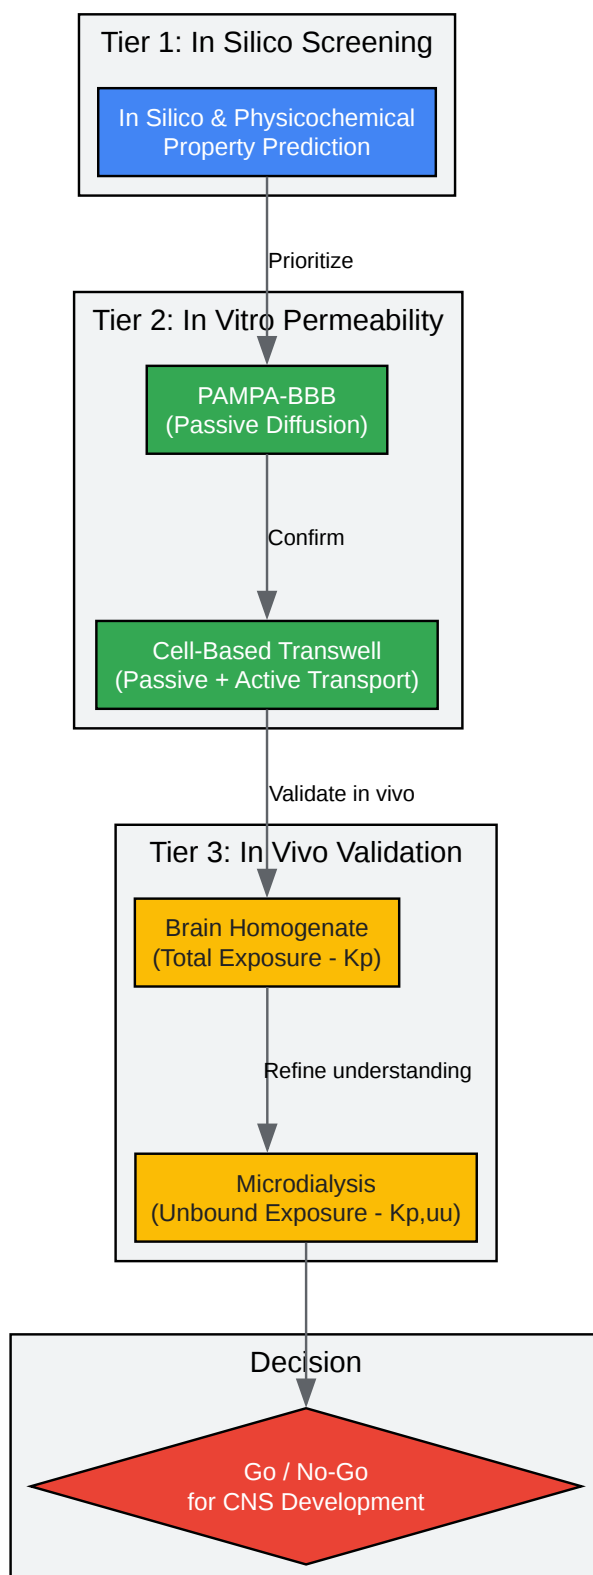 Tier 1: In Silico Screening
In Silico & Physicochemical
Property Prediction
Prioritize
Tier 2: In Vitro Permeability
PAMPA-BBB
(Passive Diffusion)
Confirm
Cell-Based Transwell
(Passive + Active Transport)
Validate in vivo
Tier 3: In Vivo Validation
Brain Homogenate
(Total Exposure - Kp)
Refine understanding
Microdialysis
(Unbound Exposure - Kp,uu)
Decision
Go / No-Go
for CNS Development